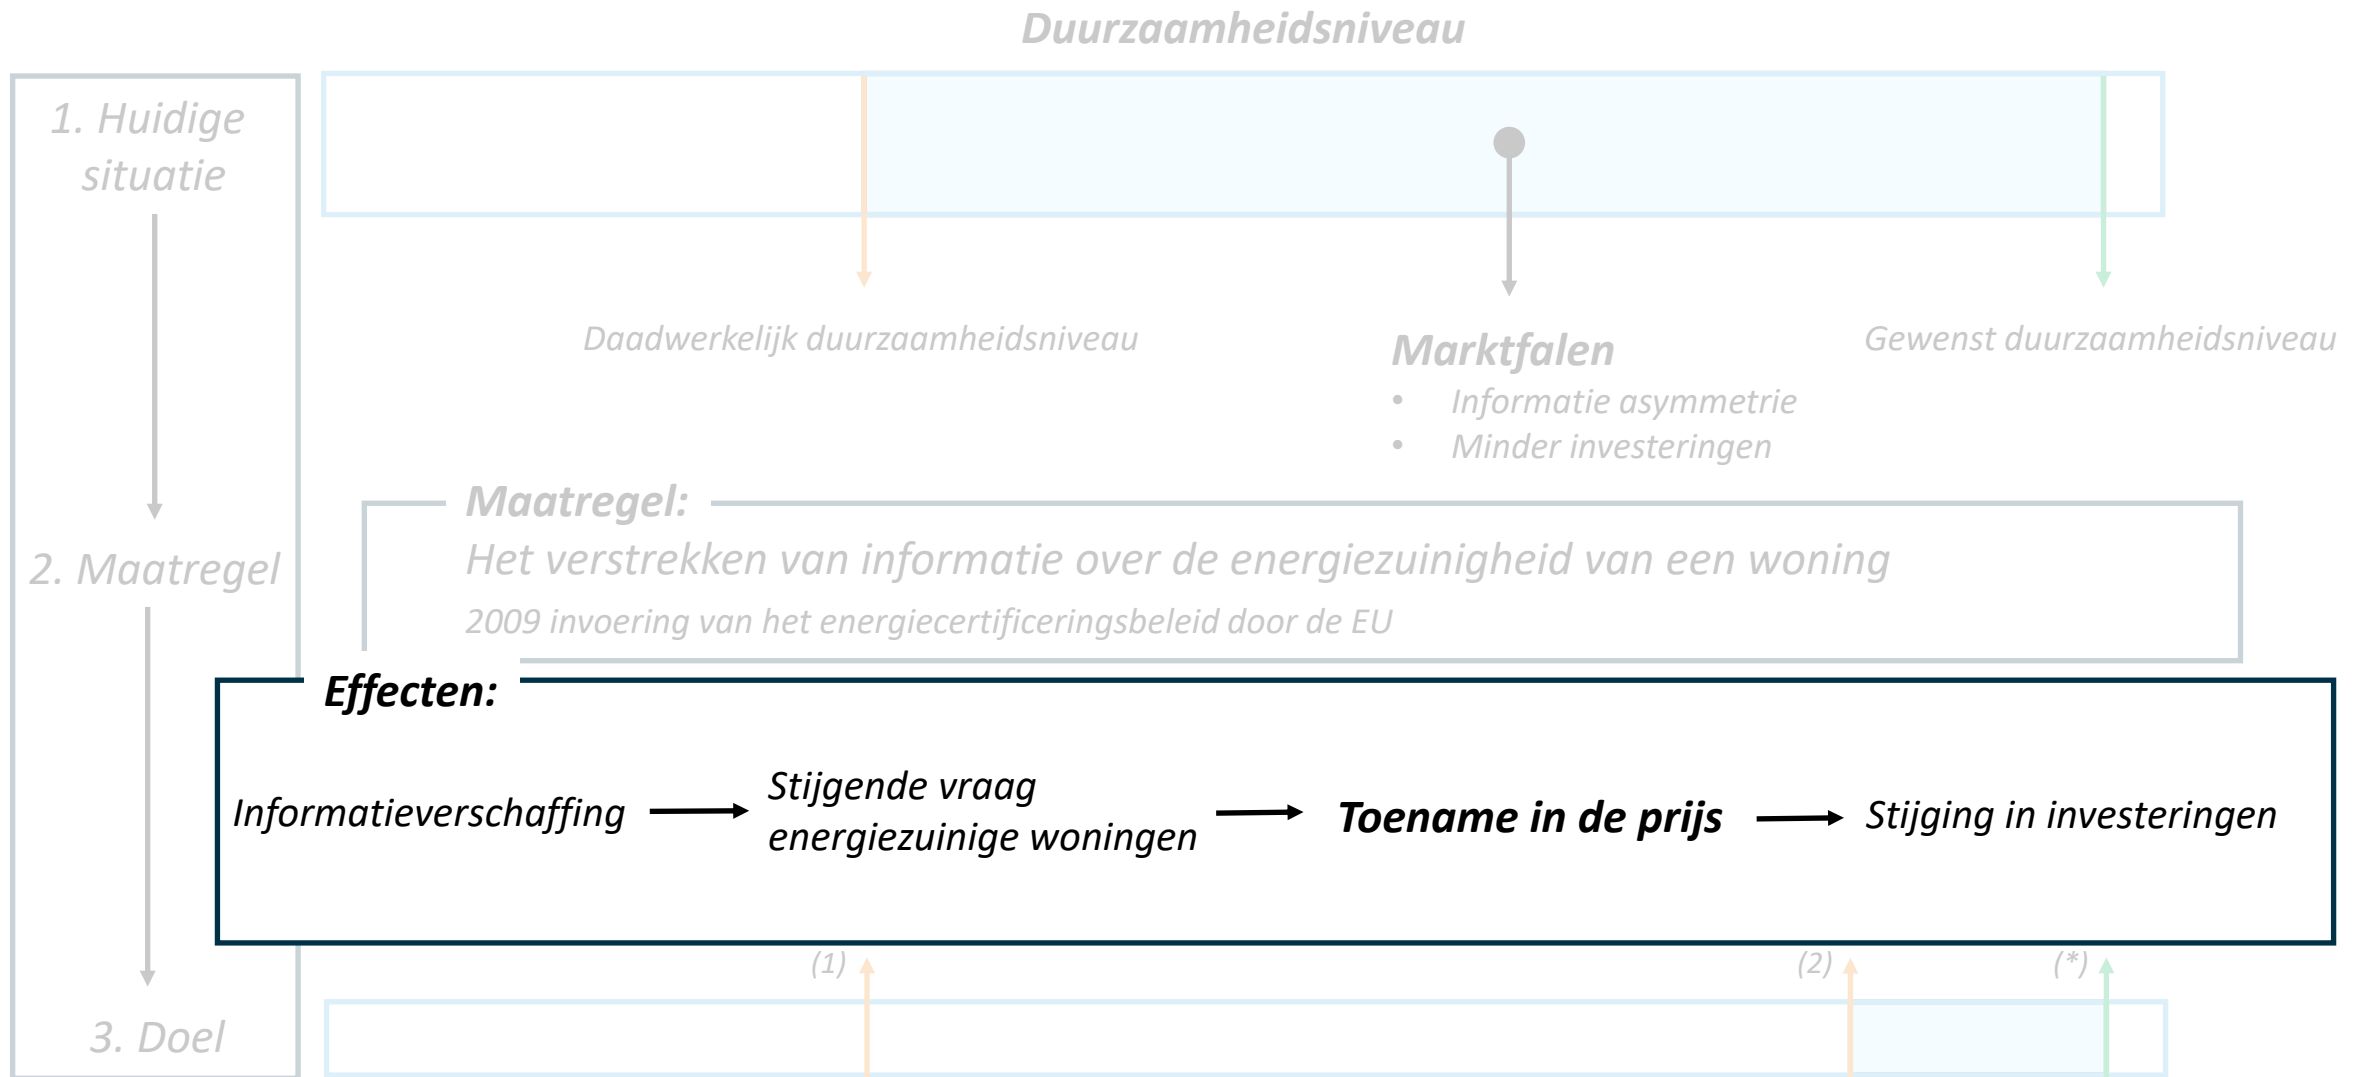 Duurzaamheidsniveau
1. Huidige
situatie
Daadwerkelijk duurzaamheidsniveau
Marktfalen
• Informatie asymmetrie
• Minder investeringen
Gewenst duurzaamheidsniveau
2. Maatregel
Maatregel:
Het verstrekken van informatie over de energiezuinigheid van een woning
2009 invoering van het energiecertificeringsbeleid door de EU
Effecten:
Informatieverschaffing
Stijgende vraag
energiezuinige woningen
Toename in de prijs
Stijging in investeringen
(1)
(2)
(*)
3. Doel